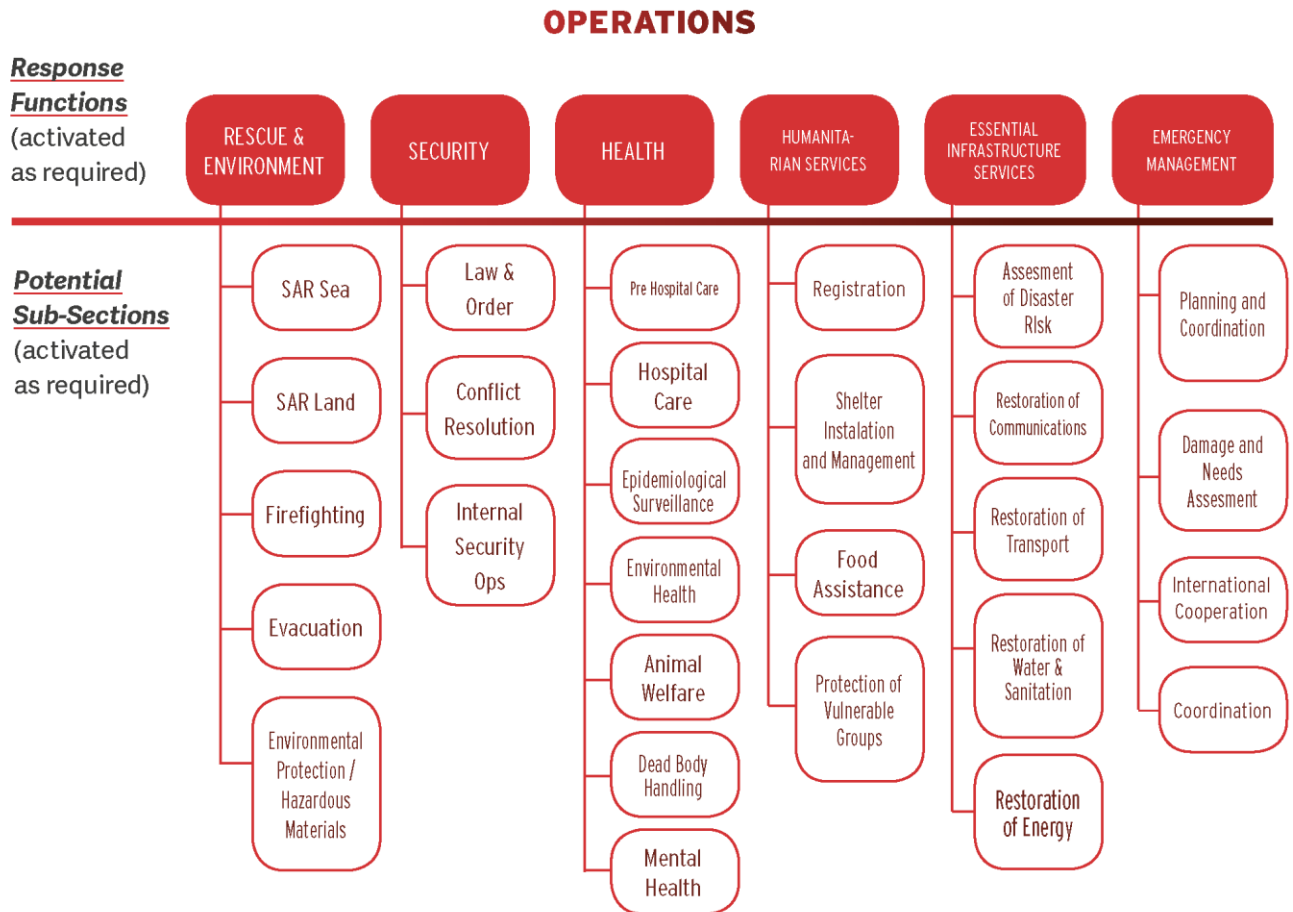 OPERATIONS
Response
Functions
(activated
as required)
RESCUE &
ENVIRONMENT
SECURITY
HEALTH
HUMANITA-
RIAN SERVICES
ESSENTIAL
INFRASTRUCTURE
SERVICES
EMERGENCY
MANAGEMENT
Potential
Sub-Sections
(activated
as required)
SAR Sea
SAR Land
Firefighting
Evacuation
Environmental
Protection /
Hazardous
Materials
Law &
Order
Conflict
Resolution
Internal
Security
Ops
Pre Hospital Care
Hospital
Care
Epidemiological
Surveillance
Environmental
Health
Animal
Welfare
Dead Body
Handling
Mental
Health
Registration
Shelter
Instalation
and Management
Food
Assistance
Protection of
Vulnerable
Groups
Assesment
of Disaster
RIsk
Restoration of
Communications
Restoration of
Transport
Restoration of
Water &
Sanitation
Restoration
of Energy
Planning and
Coordination
Damage and
Needs
Assesment
International
Cooperation
Coordination